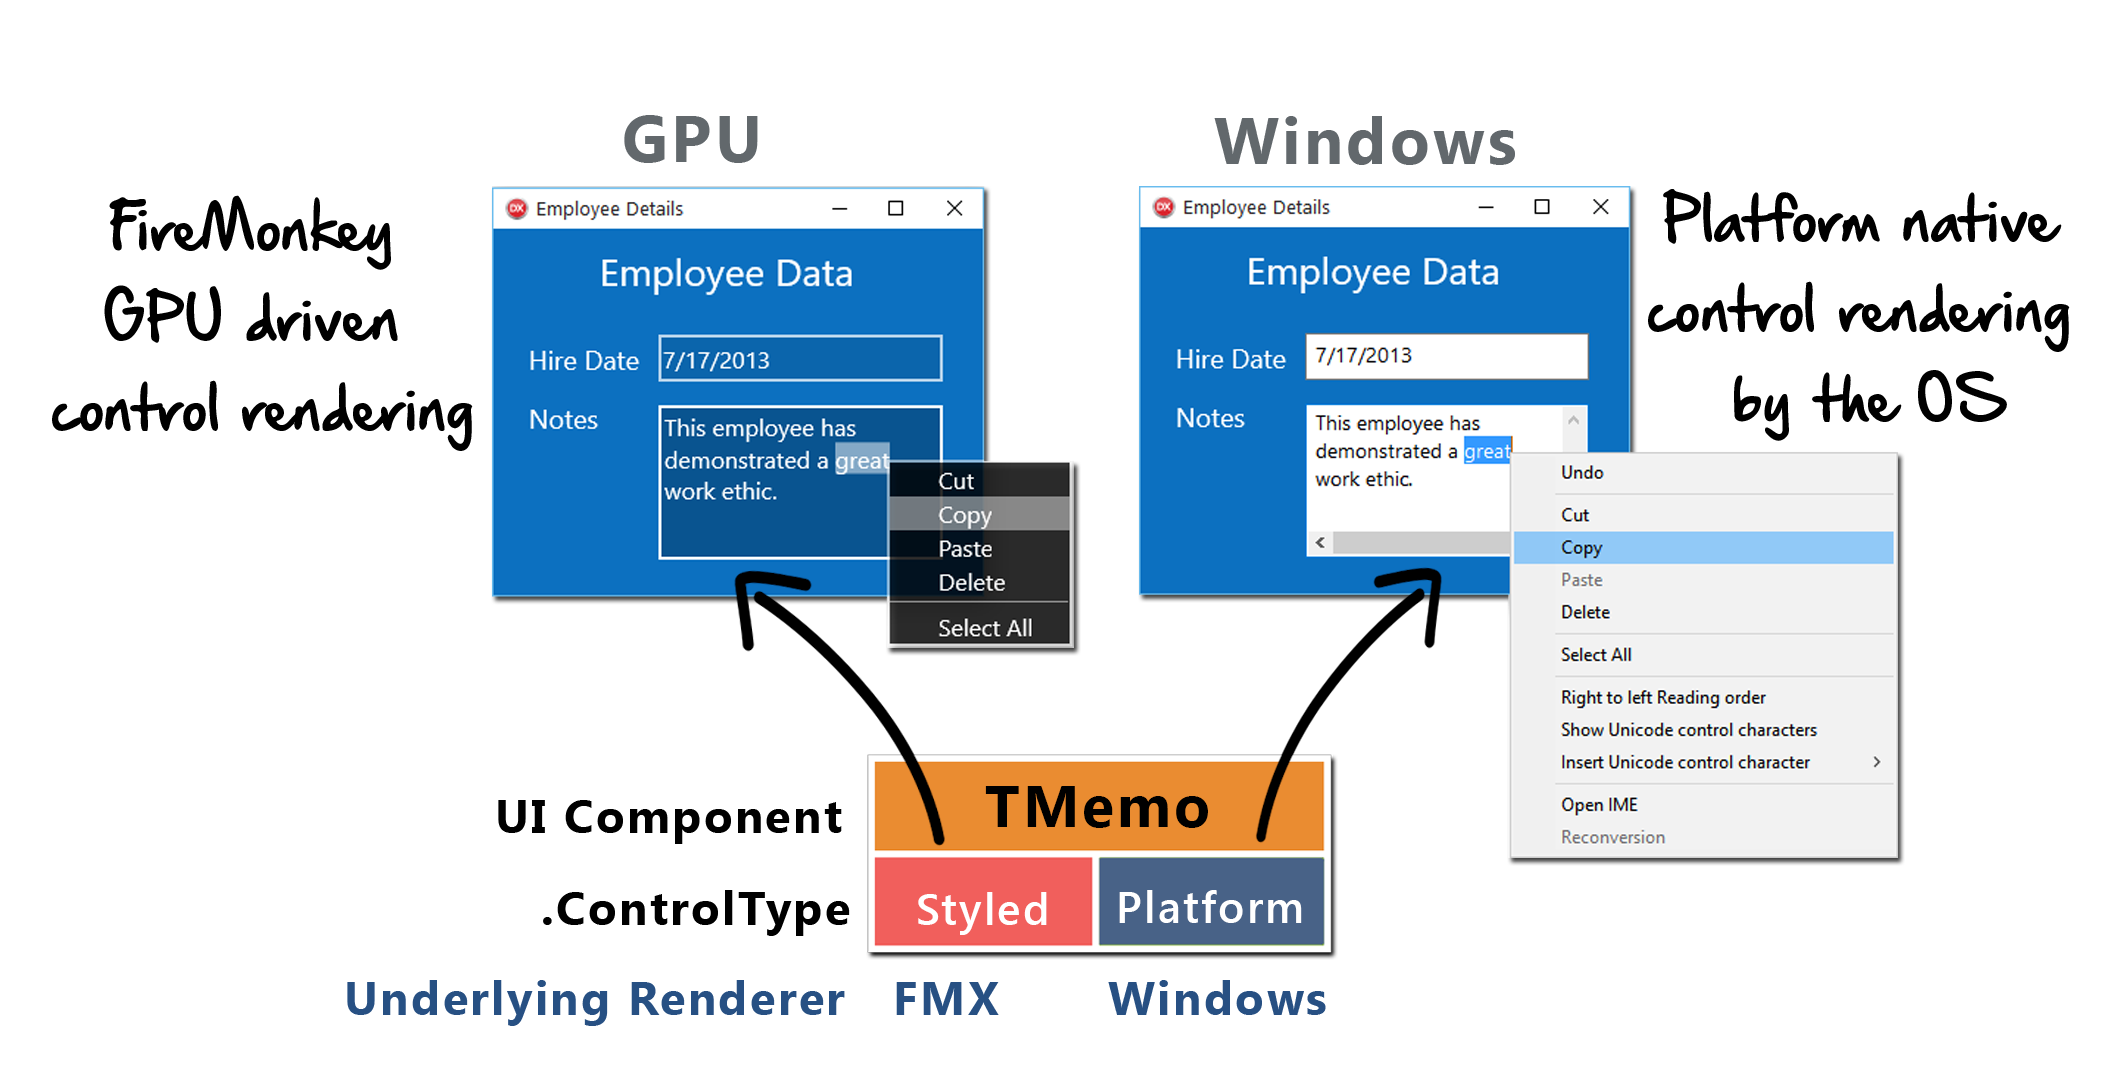 GPU
Windows
FireMonkey
GPU driven
control rendering
DX Employee Details
Employee Data
Hire Date 7/17/2013
Notes
This employee has
demonstrated a great
work ethic.
Cut
Copy
Paste
Delete
Select All
DX Employee Details
Employee Data
Hire Date 7/17/2013
Notes
This employee has
demonstrated a great
work ethic.
Undo
Cut
Copy
Paste
Delete
Select All
Right to left Reading order
Show Unicode control characters
Insert Unicode control character
Open IME
Reconversion
Platform native
control rendering
by the OS
UI Component TMemo
.ControlType Styled Platform
Underlying Renderer FMX Windows